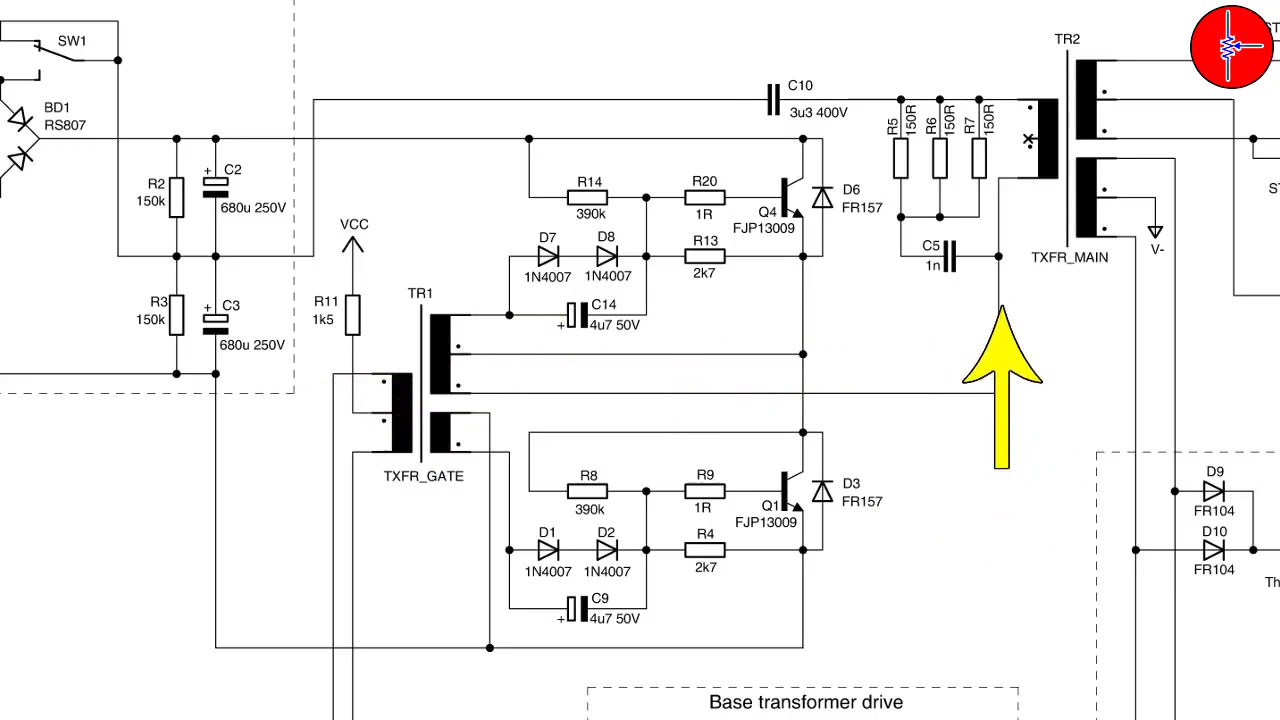 SW1
BD1
RS807
R2
150k
C2
680u 250V
+
R3
150k
C3
680u 250V
+
VCC
R11
1k5
TR1
TXFR_GATE
C10
3u3 400V
R14
390k
R20
1R
Q4
FJP13009
D6
FR157
D7
1N4007
D8
1N4007
R13
2k7
C14
4u7 50V
+
R5
150R
R6
150R
R7
150R
C5
1n
TR2
TXFR_MAIN
V-
R8
390k
R9
1R
Q1
FJP13009
D3
FR157
D1
1N4007
D2
1N4007
R4
2k7
C9
4u7 50V
+
D9
FR104
D10
FR104
Th
Base transformer drive